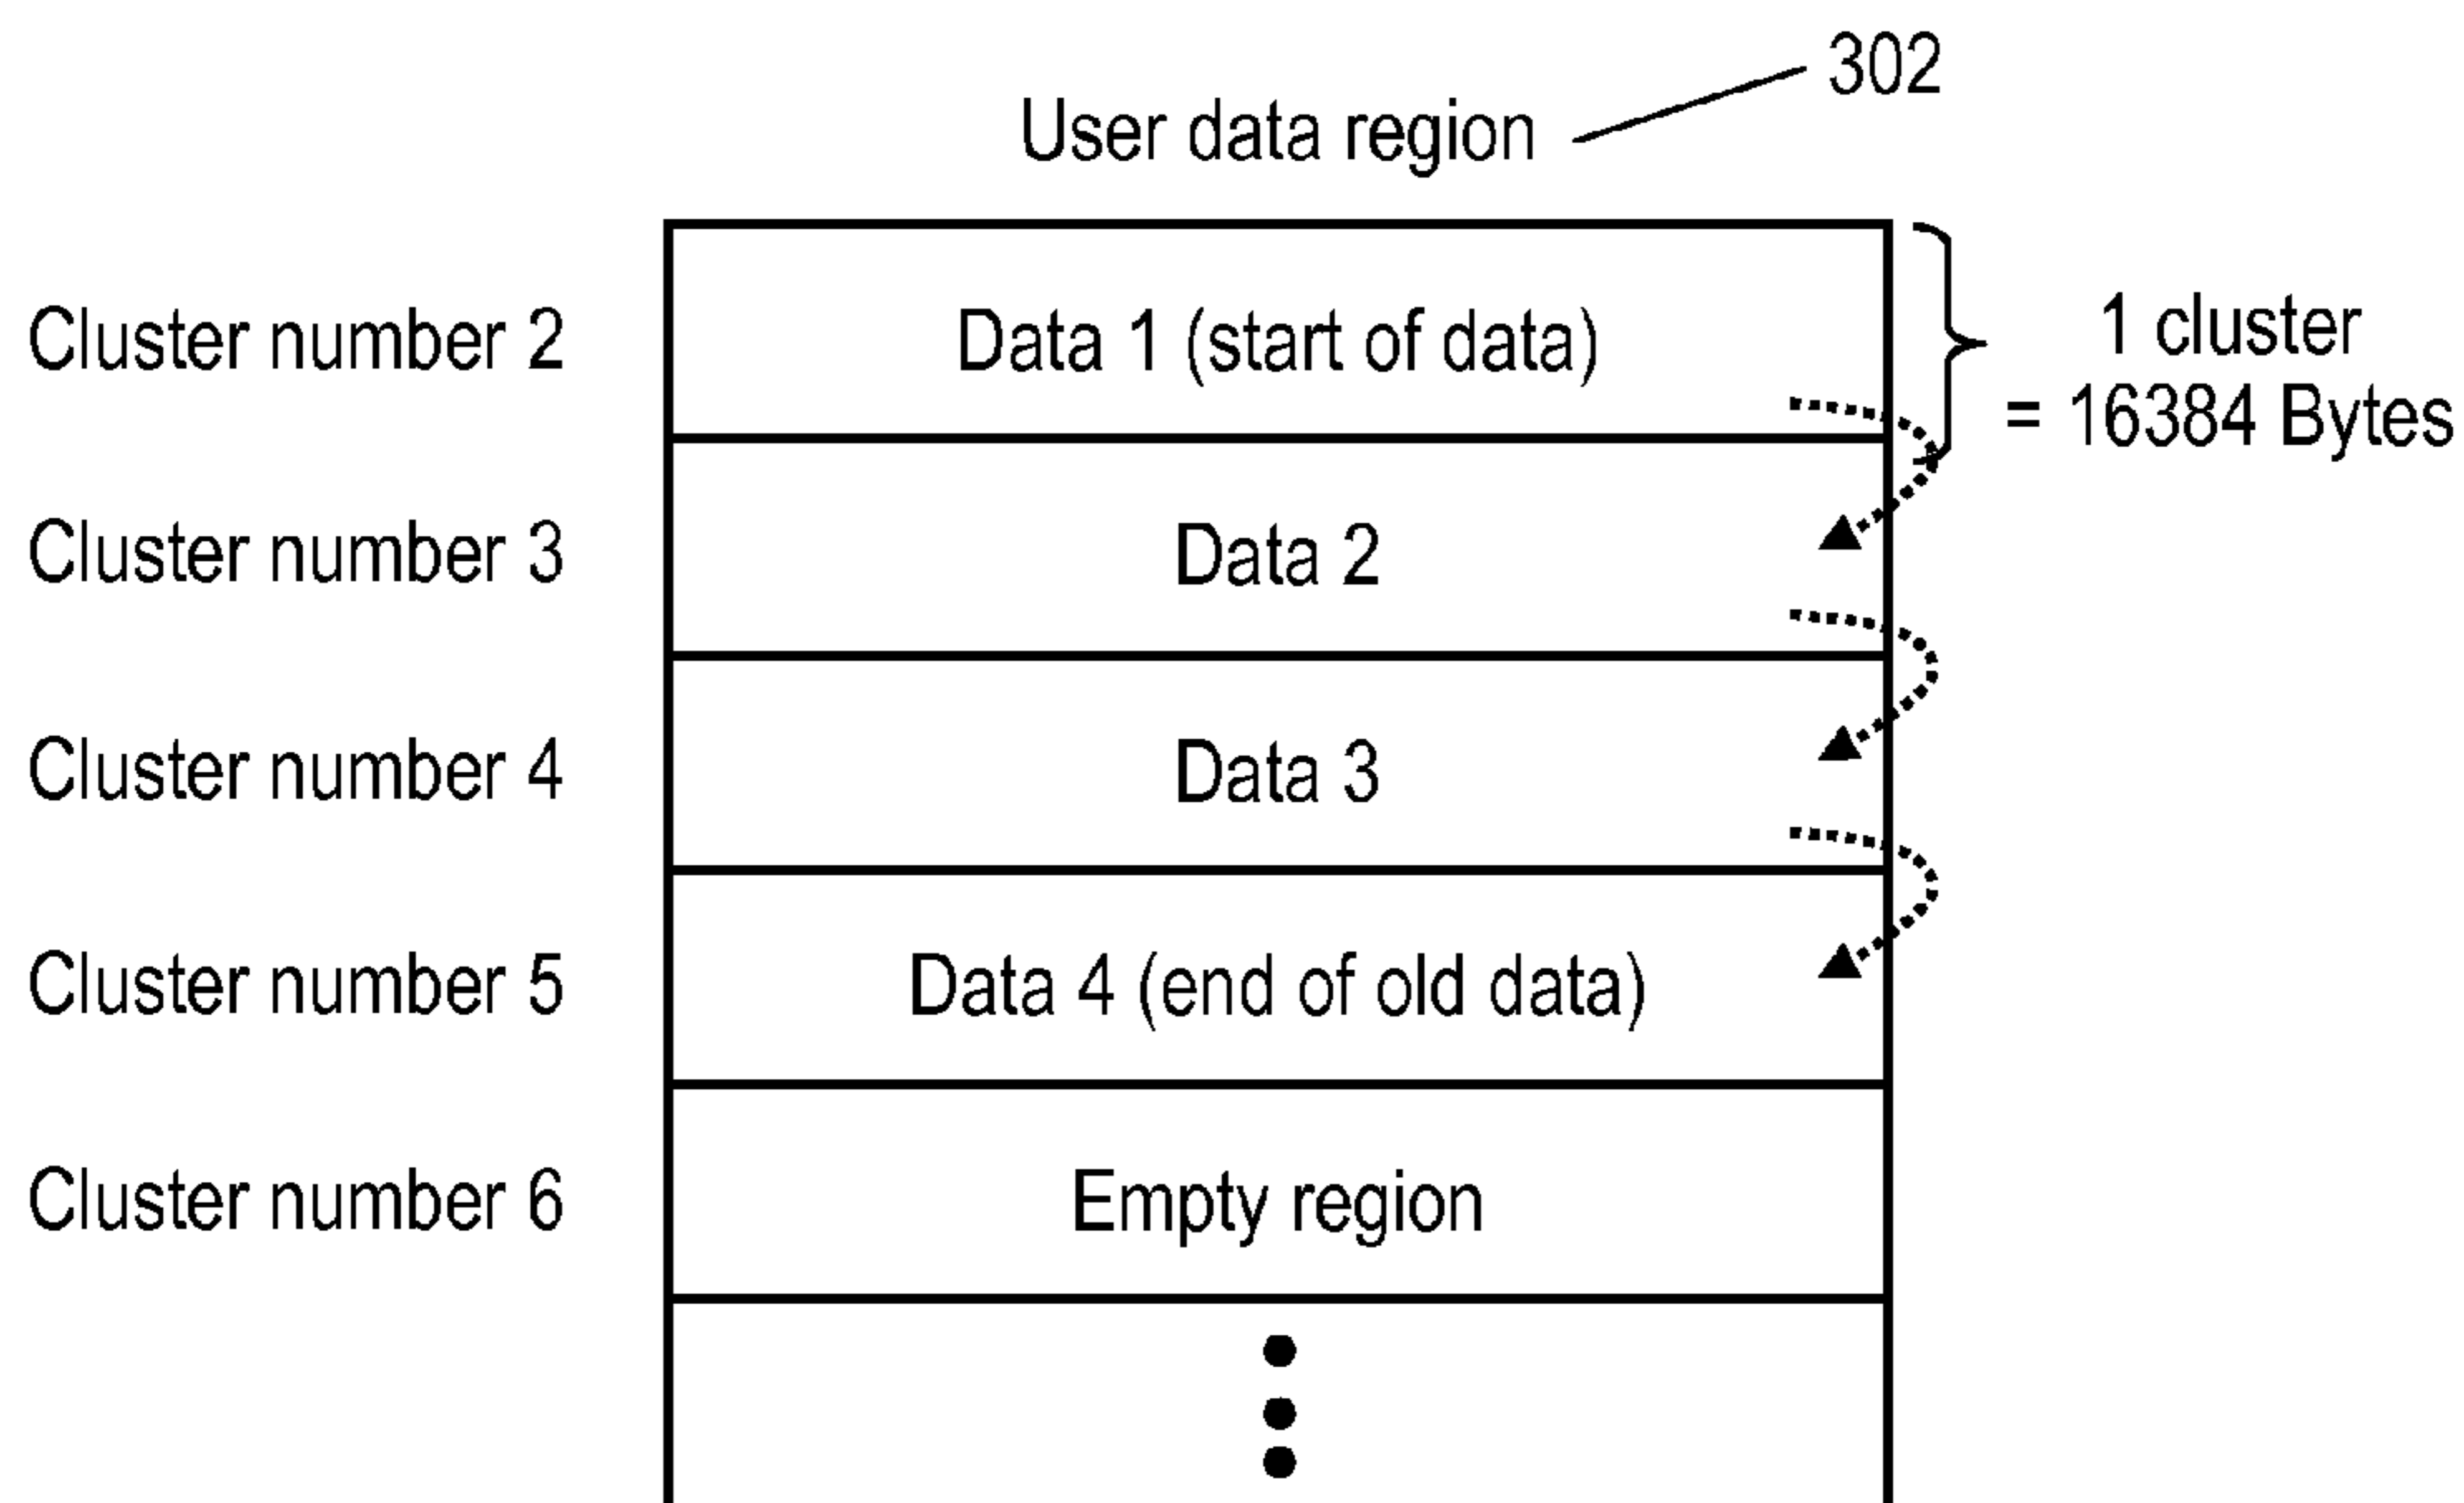 302
User data region
Cluster number 2
Data 1 (start of data)
1 cluster
= 16384 Bytes
Cluster number 3
Data 2
Cluster number 4
Data 3
Cluster number 5
Data 4 (end of old data)
Cluster number 6
Empty region